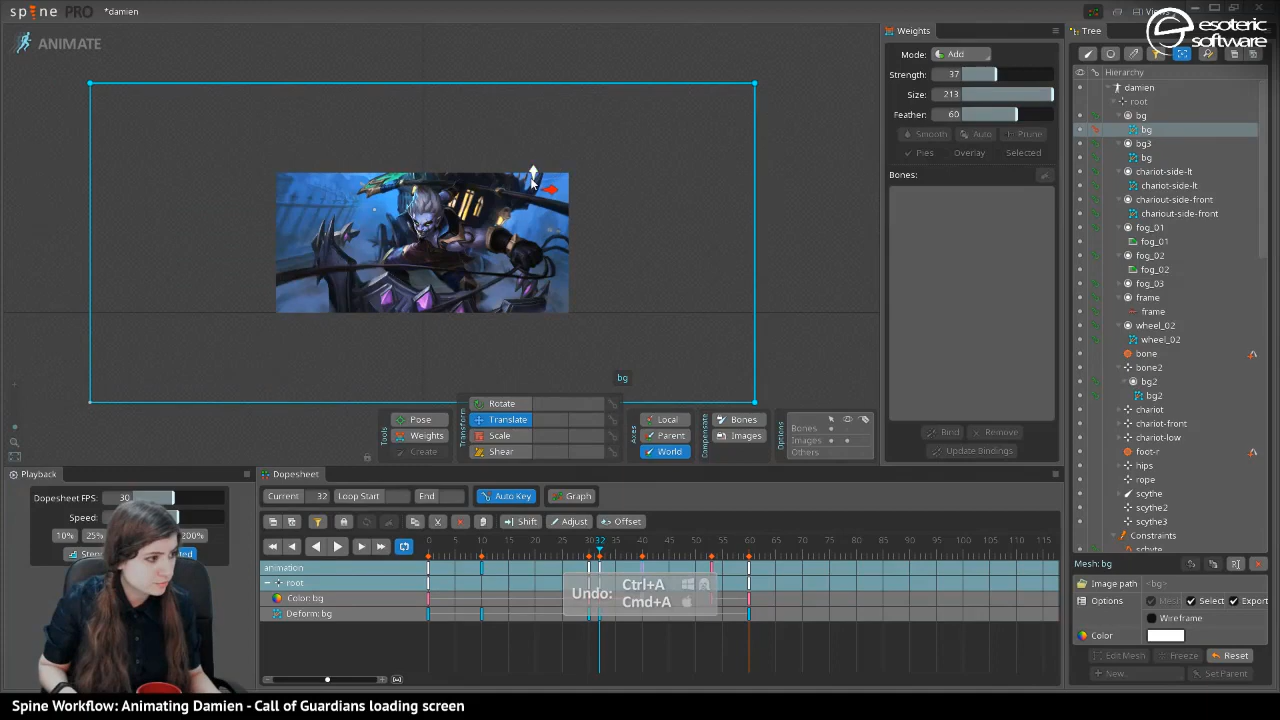 spine PRO *damien Views
esoteric software
ANIMATE
Weights
Mode: Add
Strength: 37
Size: 213
Feather: 60
Smooth Auto Prune
Pies Overlay Selected
Bones:
Bind Remove
Update Bindings
Tree
Hierarchy
damien
root
bg
bg
bg3
bg
chariot-side-lt
chariot-side-lt
chariout-side-front
chariout-side-front
fog_01
fog_01
fog_02
fog_02
fog_03
frame
frame
wheel_02
wheel_02
bone
bone2
bg2
bg2
chariot
chariot-front
chariot-low
foot-r
hips
rope
scythe
scythe2
scythe3
Constraints
schyte
Mesh: bg
Image path <bg>
Options Mesh Select Export
Wireframe
Color
Edit Mesh Freeze Reset
New... Set Parent
bg
Tools
Pose
Weights
Create
Transform
Rotate
Translate
Scale
Shear
Axes
Local
Parent
World
Compensate
Bones
Images
Options
Bones
Images
Others
Playback
Dopesheet FPS: 30
Speed:
10% 25% 200%
Dopesheet
Current 32 Loop Start End Auto Key Graph
Shift Adjust Offset
0 5 10 15 20 25 30 32 35 40 45 50 55 60 65 70 75 80 85 90 95 100 105 110 115
animation
root
Color: bg
Deform: bg
Undo: Ctrl+A
Cmd+A
Spine Workflow: Animating Damien - Call of Guardians loading screen